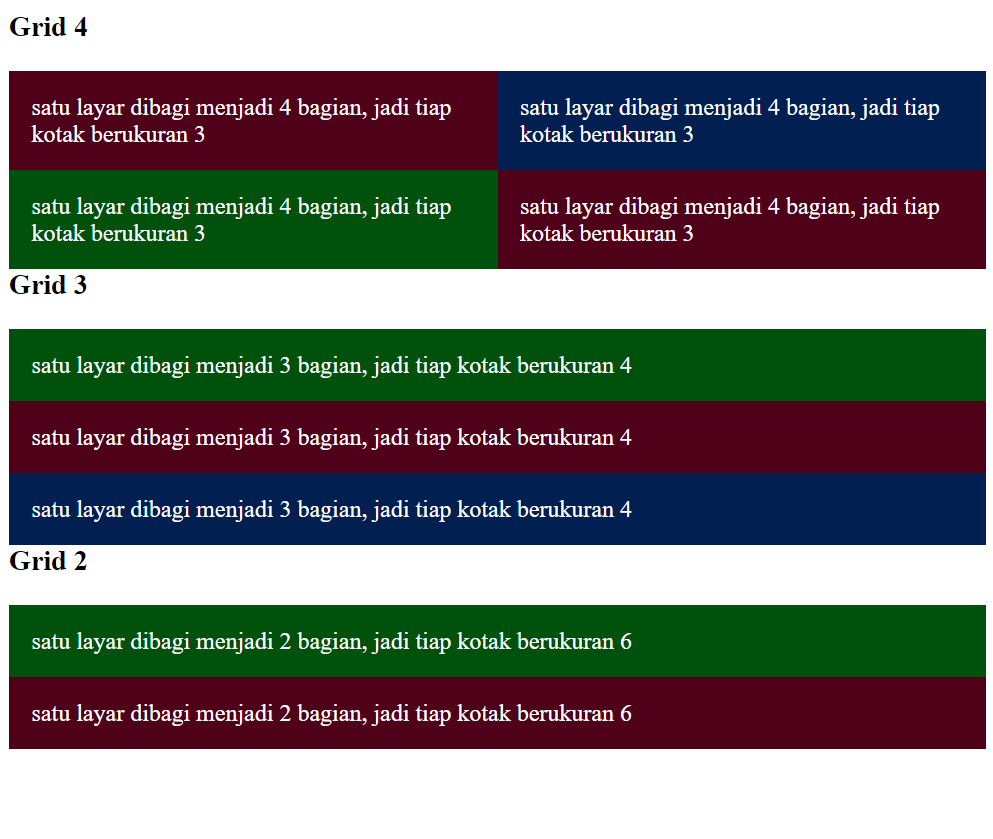 Grid 4
satu layar dibagi menjadi 4 bagian, jadi tiap
kotak berukuran 3
satu layar dibagi menjadi 4 bagian, jadi tiap
kotak berukuran 3
satu layar dibagi menjadi 4 bagian, jadi tiap
kotak berukuran 3
satu layar dibagi menjadi 4 bagian, jadi tiap
kotak berukuran 3
Grid 3
satu layar dibagi menjadi 3 bagian, jadi tiap kotak berukuran 4
satu layar dibagi menjadi 3 bagian, jadi tiap kotak berukuran 4
satu layar dibagi menjadi 3 bagian, jadi tiap kotak berukuran 4
Grid 2
satu layar dibagi menjadi 2 bagian, jadi tiap kotak berukuran 6
satu layar dibagi menjadi 2 bagian, jadi tiap kotak berukuran 6